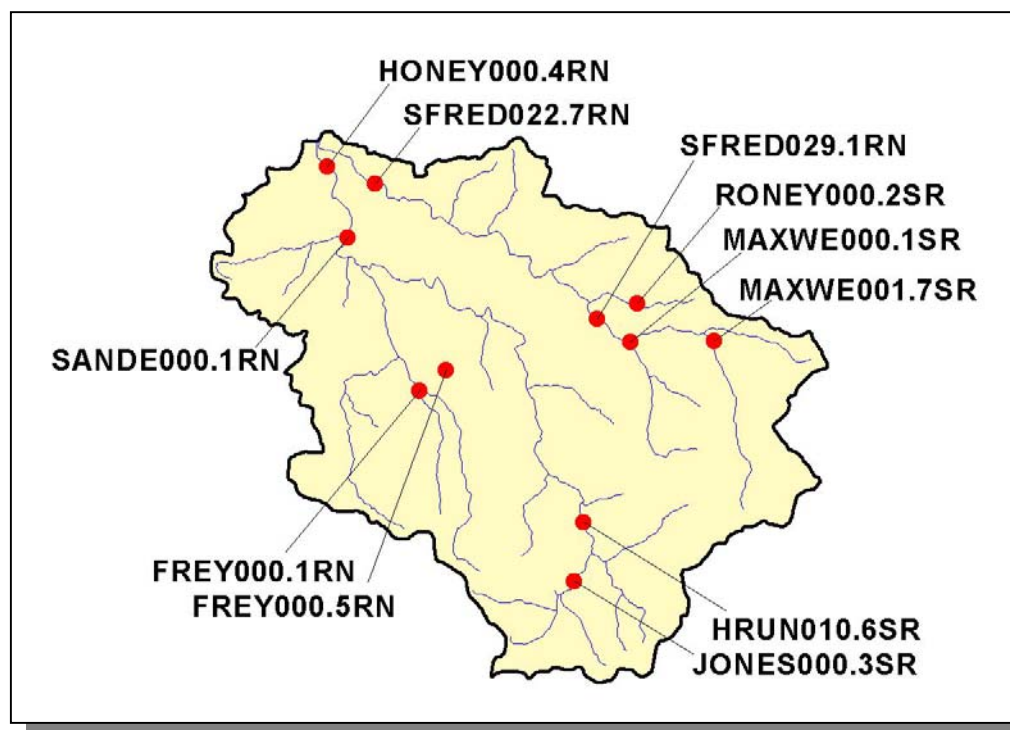 HONEY000.4RN
SFRED022.7RN
SFRED029.1RN
RONEY000.2SR
MAXWE000.1SR
MAXWE001.7SR
SANDE000.1RN
FREY000.1RN
FREY000.5RN
HRUN010.6SR
JONES000.3SR